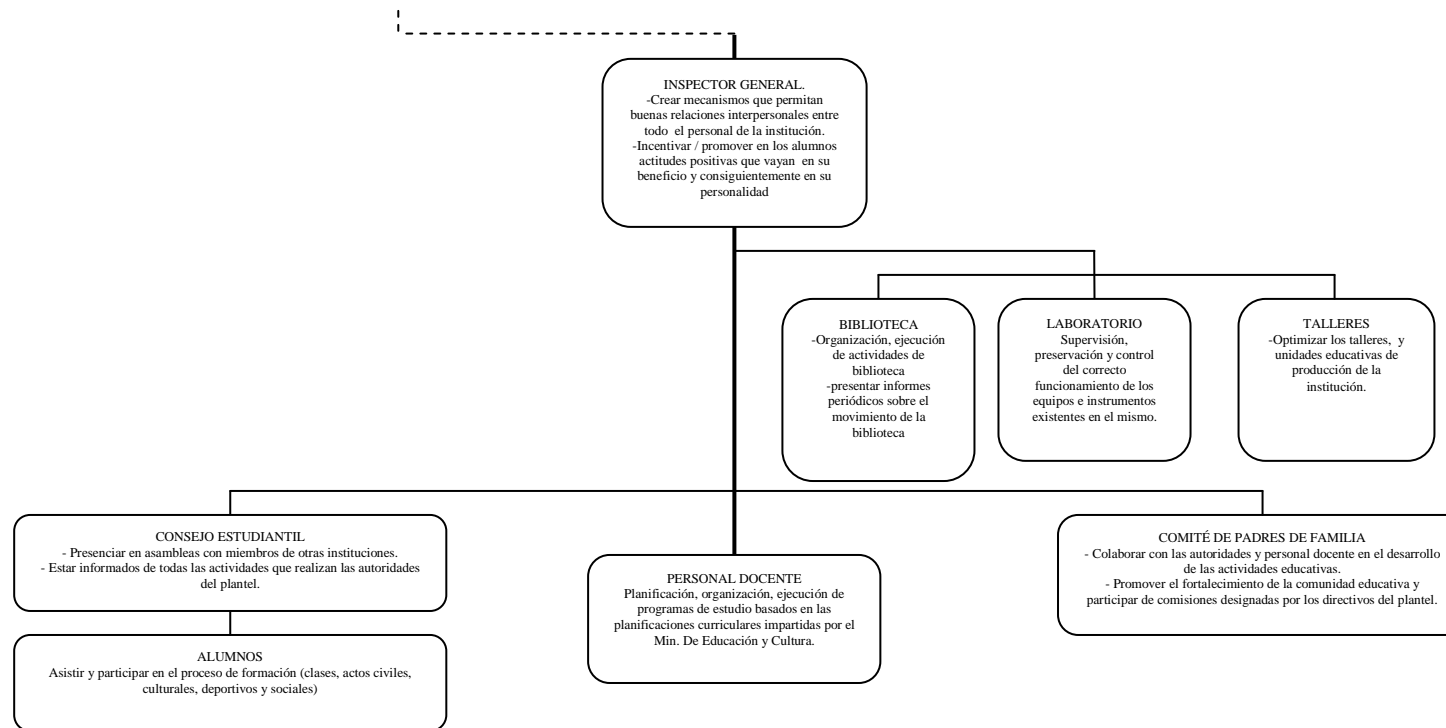 INSPECTOR GENERAL.
-Crear mecanismos que permitan
buenas relaciones interpersonales entre
todo el personal de la institución.
-Incentivar / promover en los alumnos
actitudes positivas que vayan en su
beneficio y consiguientemente en su
personalidad
BIBLIOTECA
-Organización, ejecución
de actividades de
biblioteca
-presentar informes
periódicos sobre el
movimiento de la
biblioteca
LABORATORIO
Supervisión,
preservación y control
del correcto
funcionamiento de los
equipos e instrumentos
existentes en el mismo.
TALLERES
-Optimizar los talleres, y
unidades educativas de
producción de la
institución.
CONSEJO ESTUDIANTIL
- Presenciar en asambleas con miembros de otras instituciones.
- Estar informados de todas las actividades que realizan las autoridades
del plantel.
PERSONAL DOCENTE
Planificación, organización, ejecución de
programas de estudio basados en las
planificaciones curriculares impartidas por el
Min. De Educación y Cultura.
COMITÉ DE PADRES DE FAMILIA
- Colaborar con las autoridades y personal docente en el desarrollo
de las actividades educativas.
- Promover el fortalecimiento de la comunidad educativa y
participar de comisiones designadas por los directivos del plantel.
ALUMNOS
Asistir y participar en el proceso de formación (clases, actos civiles,
culturales, deportivos y sociales)